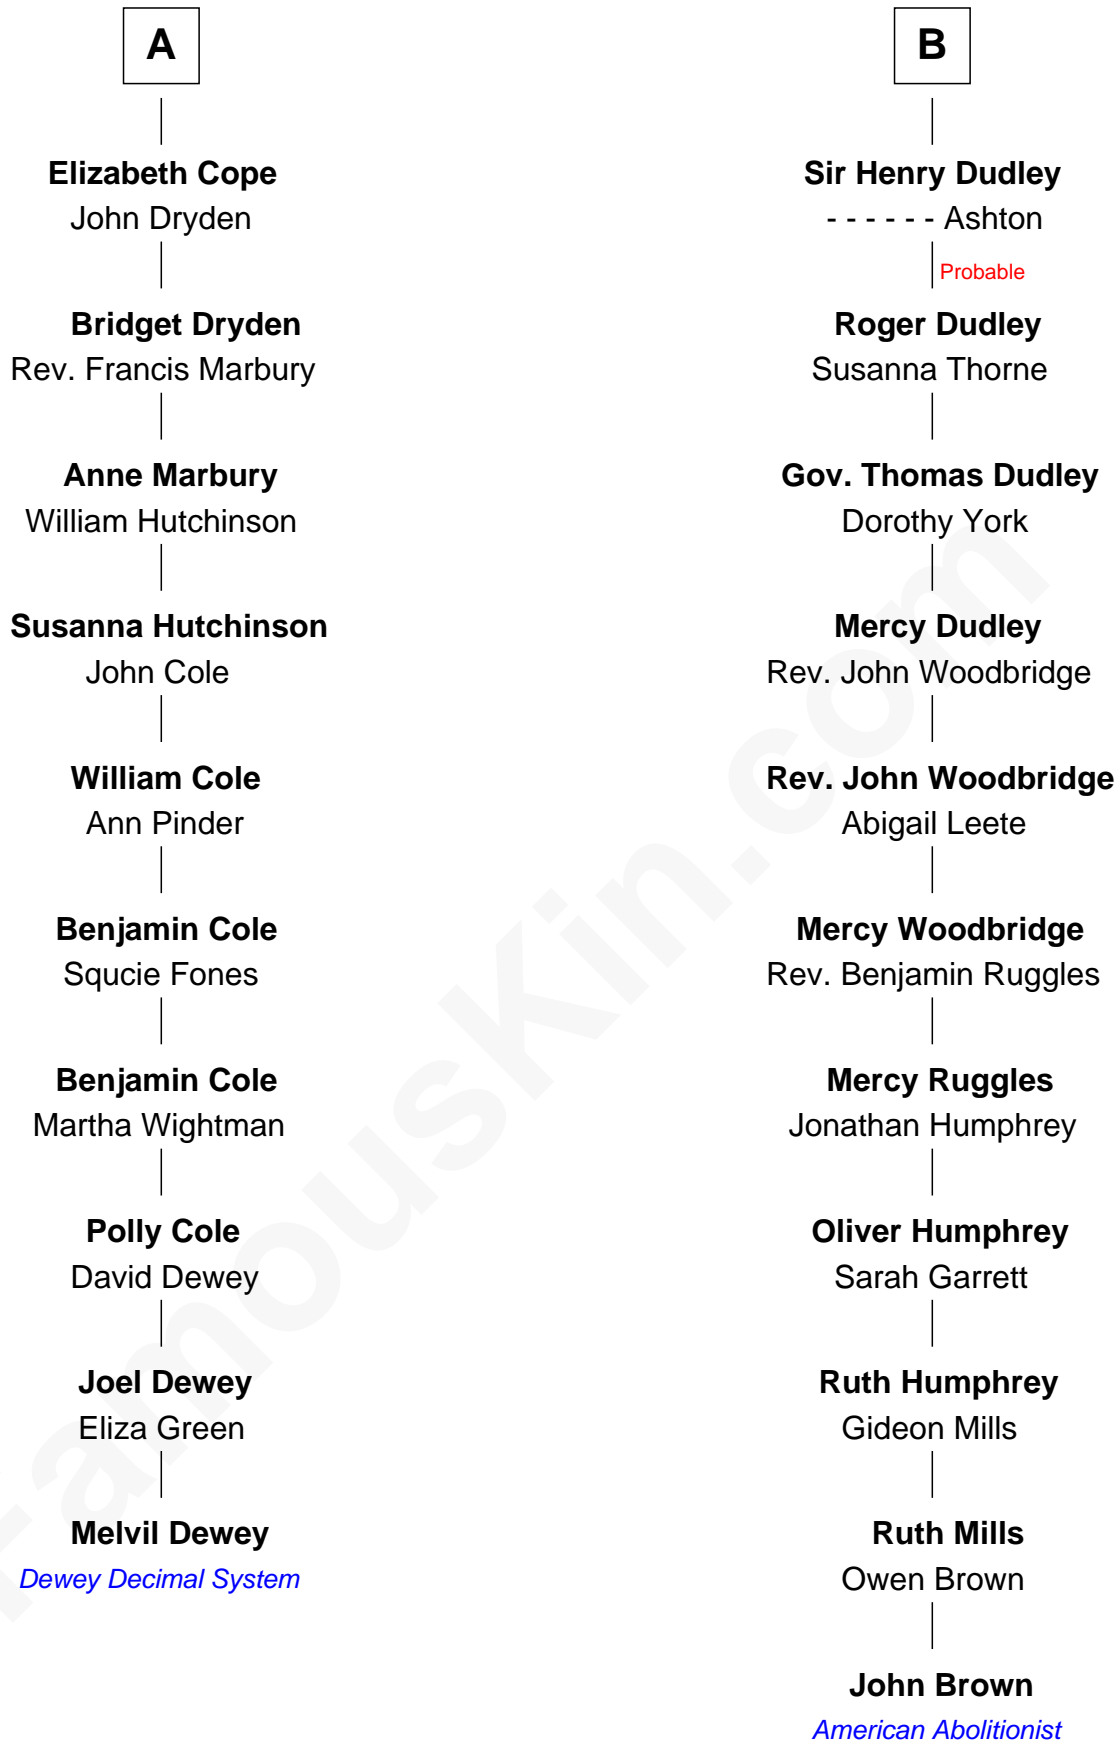 A
Elizabeth Cope
John Dryden
Bridget Dryden
Rev. Francis Marbury
Anne Marbury
William Hutchinson
Susanna Hutchinson
John Cole
William Cole
Ann Pinder
Benjamin Cole
Squcie Fones
Benjamin Cole
Martha Wightman
Polly Cole
David Dewey
Joel Dewey
Eliza Green
Melvil Dewey
Dewey Decimal System
B
Sir Henry Dudley
- - - - - - Ashton
Probable
Roger Dudley
Susanna Thorne
Gov. Thomas Dudley
Dorothy York
Mercy Dudley
Rev. John Woodbridge
Rev. John Woodbridge
Abigail Leete
Mercy Woodbridge
Rev. Benjamin Ruggles
Mercy Ruggles
Jonathan Humphrey
Oliver Humphrey
Sarah Garrett
Ruth Humphrey
Gideon Mills
Ruth Mills
Owen Brown
John Brown
American Abolitionist
FamousKin.com